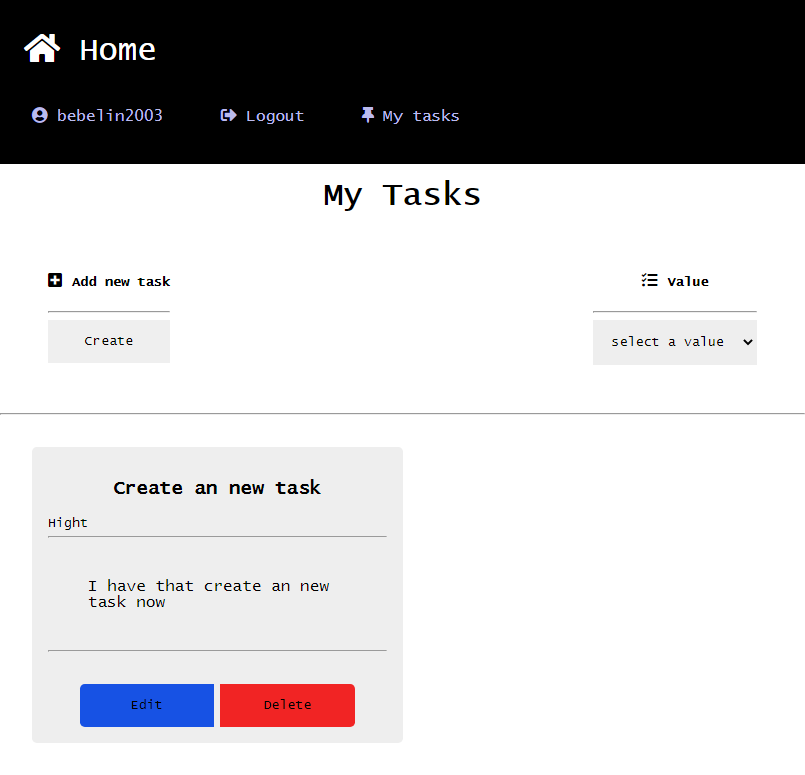 Home
bebelin2003 Logout My tasks
My Tasks
Add new task
Value
Create
select a value
Create an new task
Hight
I have that create an new
task now
Edit Delete